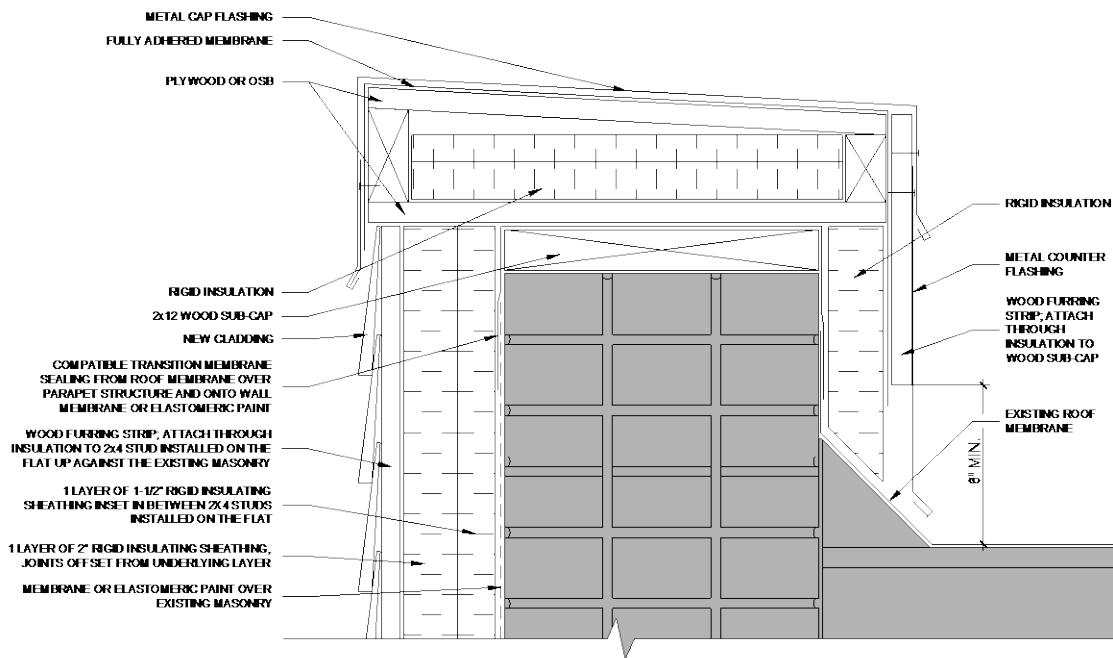 METAL CAP FLASHING
FULLY ADHERED MEMBRANE
PLYWOOD OR OSB
RIGID INSULATION
2x12 WOOD SUB-CAP
NEW CLADDING
COMPATIBLE TRANSITION MEMBRANE
SEALING FROM ROOF MEMBRANE OVER
PARAPET STRUCTURE AND ONTO WALL
MEMBRANE OR ELASTOMERIC PAINT
WOOD FURRING STRIP; ATTACH THROUGH
INSULATION TO 2x4 STUD INSTALLED ON THE
FLAT UP AGAINST THE EXISTING MASONRY
1 LAYER OF 1-1/2" RIGID INSULATING
SHEATHING INSET IN BETWEEN 2X4 STUDS
INSTALLED ON THE FLAT
1 LAYER OF 2" RIGID INSULATING SHEATHING,
JOINTS OFFSET FROM UNDERLYING LAYER
MEMBRANE OR ELASTOMERIC PAINT OVER
EXISTING MASONRY
RIGID INSULATION
METAL COUNTER
FLASHING
WOOD FURRING
STRIP; ATTACH
THROUGH
INSULATION TO
WOOD SUB-CAP
EXISTING ROOF
MEMBRANE
8" MIN.